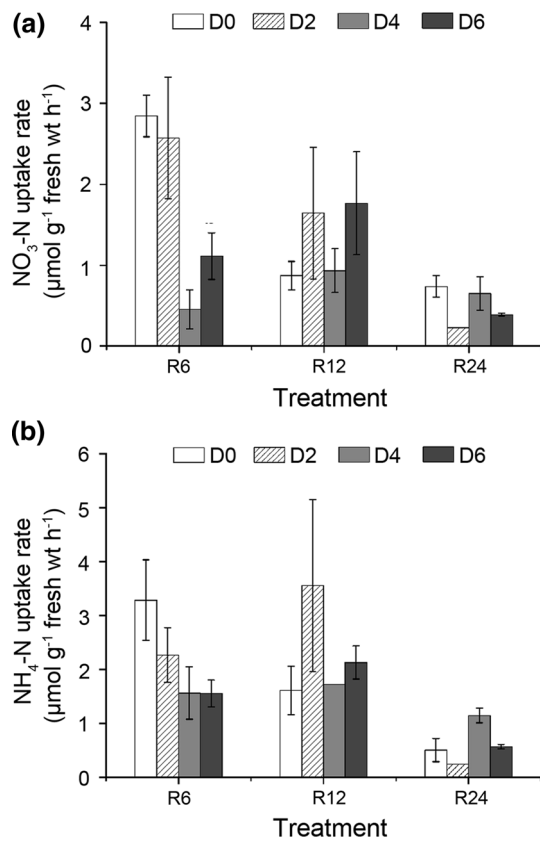 (a)
D0 D2 D4 D6
4
3
2
1
0
NO₃-N uptake rate
(μmol g⁻¹ fresh wt h⁻¹)
R6 R12 R24
Treatment
(b)
D0 D2 D4 D6
6
5
4
3
2
1
0
NH₄-N uptake rate
(μmol g⁻¹ fresh wt h⁻¹)
R6 R12 R24
Treatment